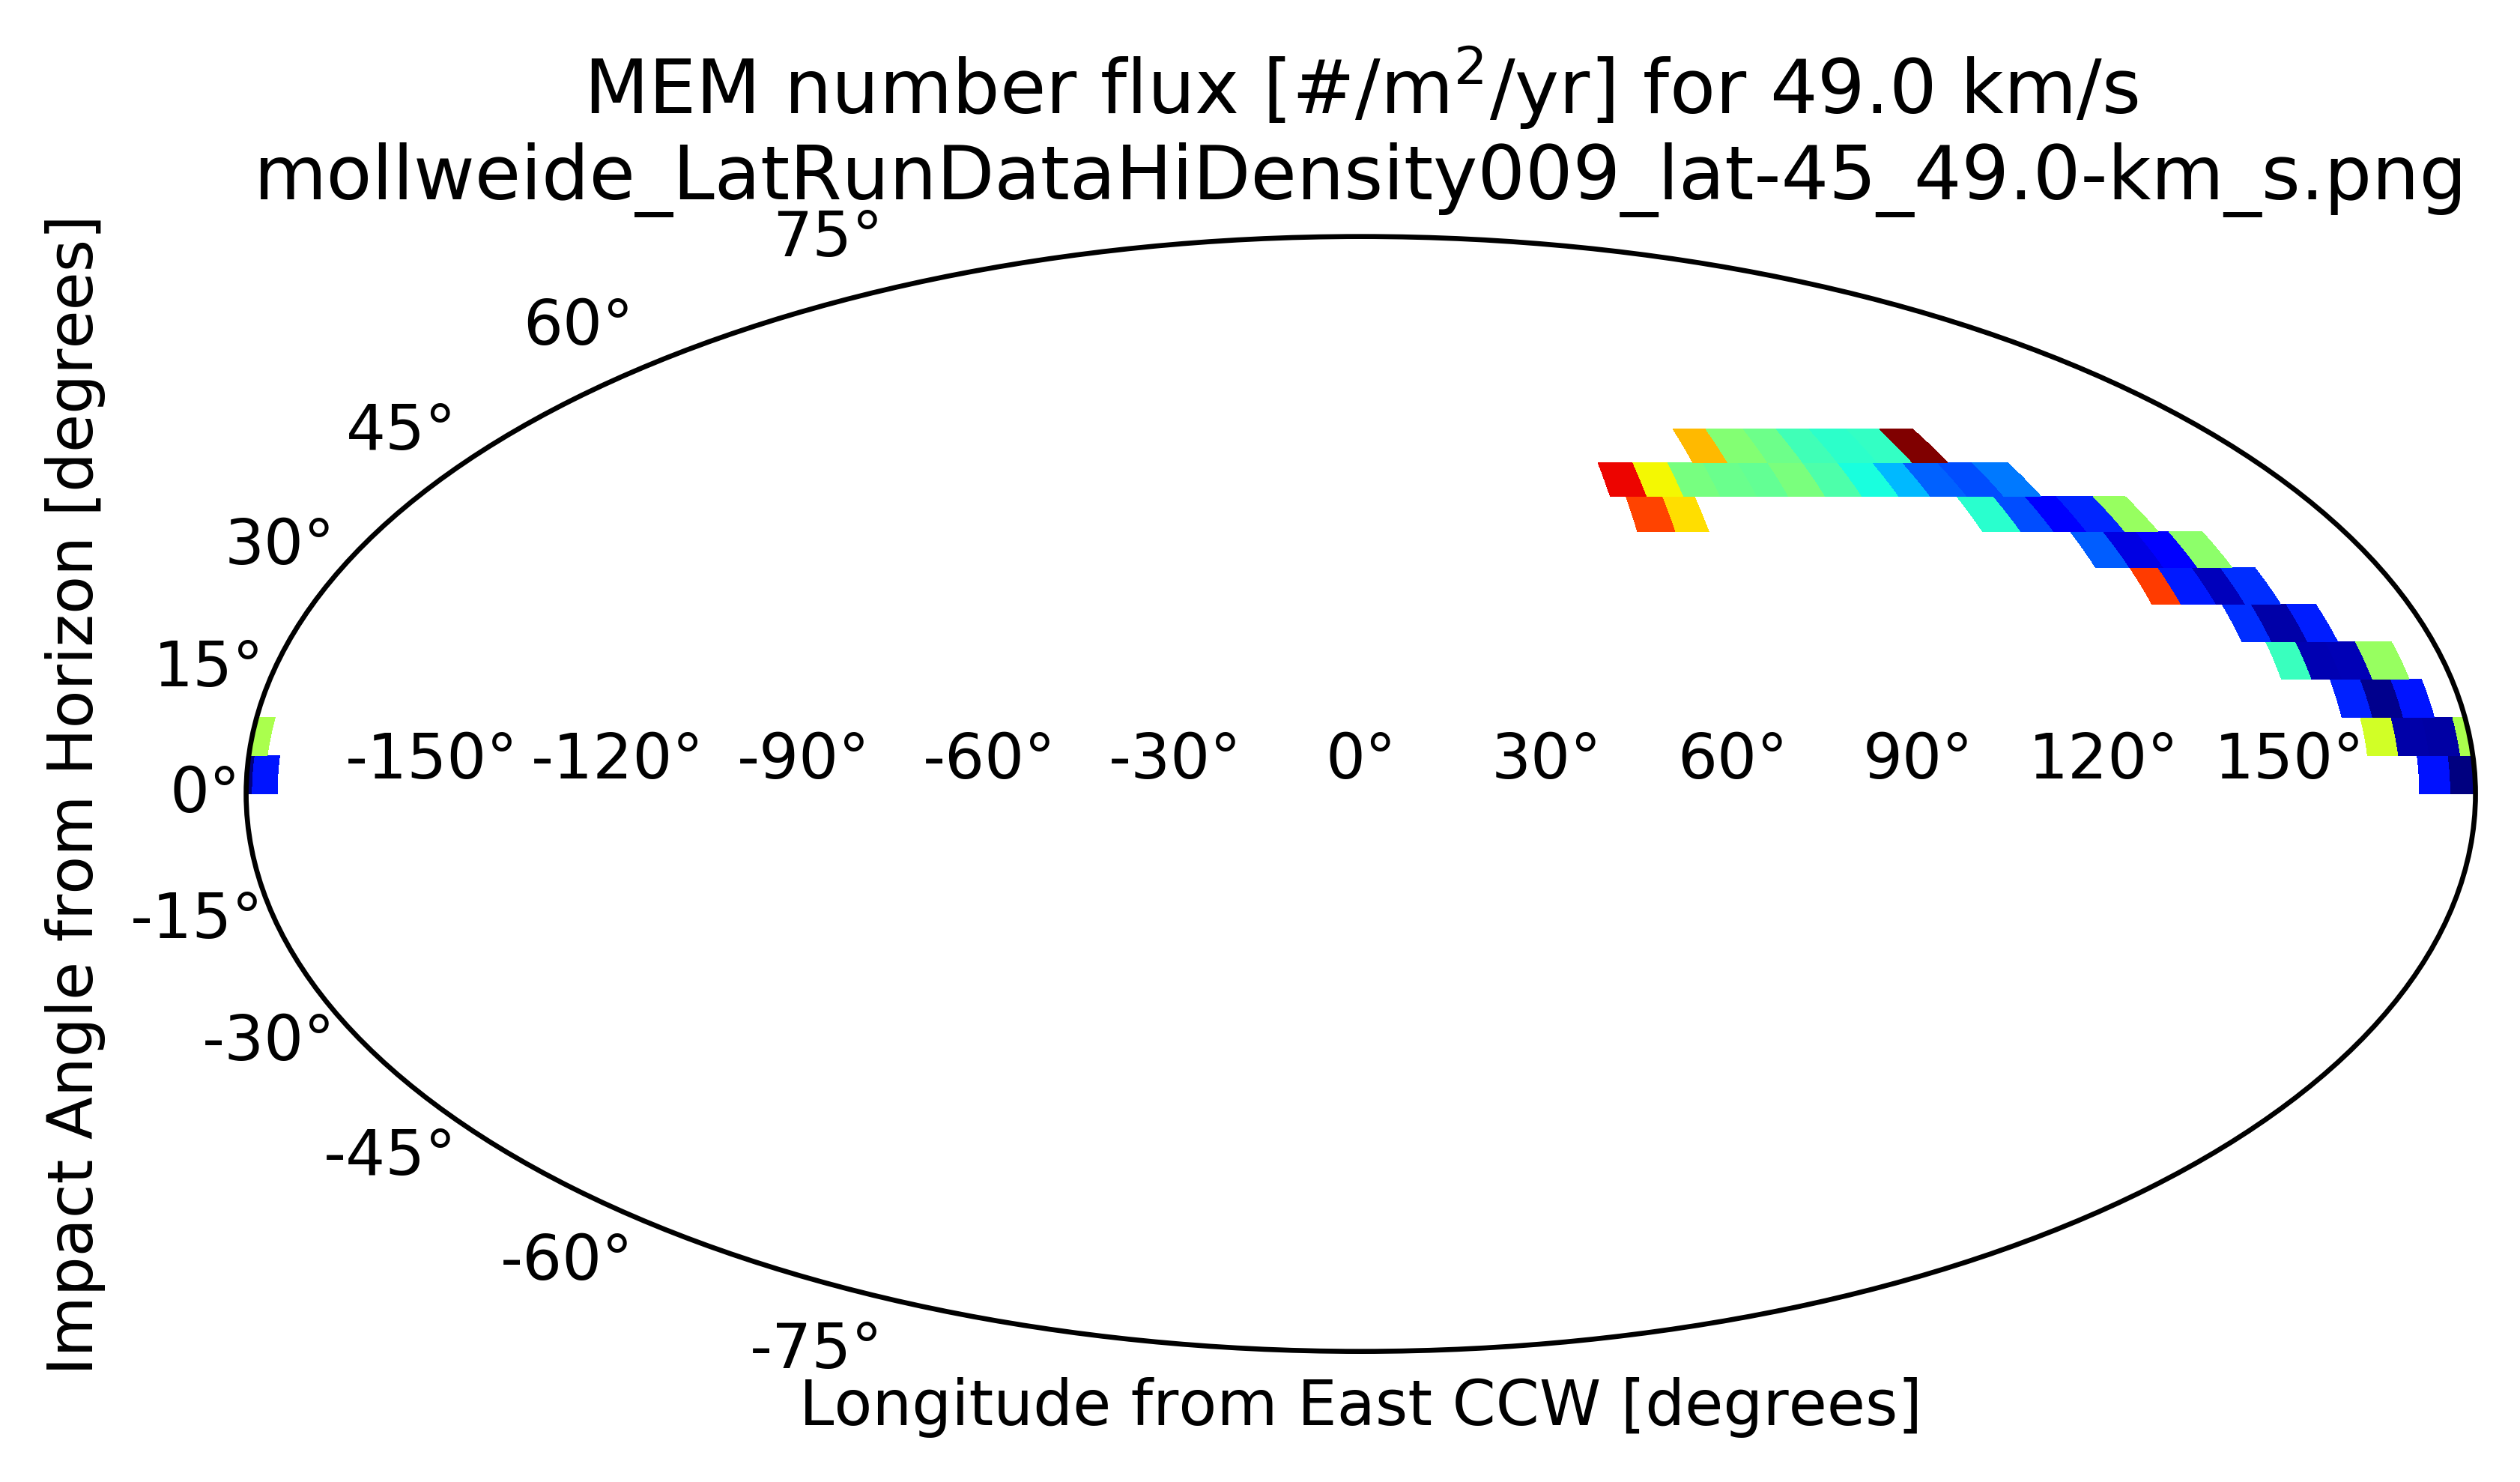 MEM number flux [#/m²/yr] for 49.0 km/s
mollweide_LatRunDataHiDensity009_lat-45_49.0-km_s.png
75°
60°
45°
30°
15°
0°
-15°
-30°
-45°
-60°
-75°
-150° -120° -90° -60° -30° 0° 30° 60° 90° 120° 150°
Impact Angle from Horizon [degrees]
Longitude from East CCW [degrees]